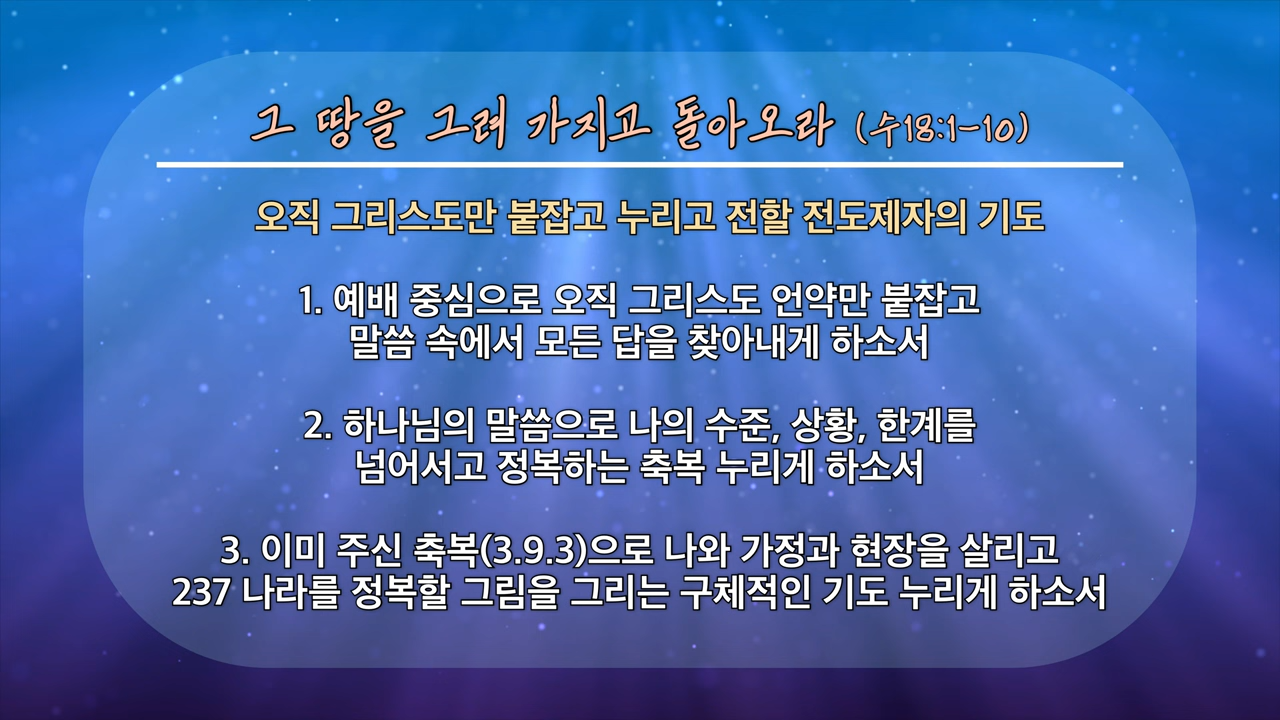 그 땅을 그려 가지고 돌아오라 (수18:1-10)
오직 그리스도만 붙잡고 누리고 전할 전도제자의 기도
1. 예배 중심으로 오직 그리스도 언약만 붙잡고
말씀 속에서 모든 답을 찾아내게 하소서
2. 하나님의 말씀으로 나의 수준, 상황, 한계를
넘어서고 정복하는 축복 누리게 하소서
3. 이미 주신 축복(3.9.3)으로 나와 가정과 현장을 살리고
237 나라를 정복할 그림을 그리는 구체적인 기도 누리게 하소서